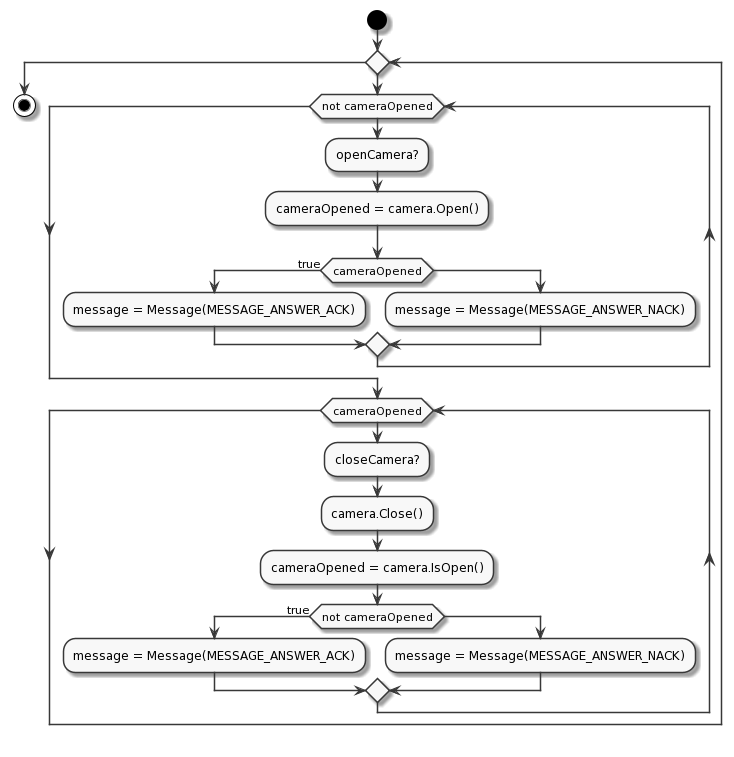 not cameraOpened
openCamera?
cameraOpened = camera.Open()
true
cameraOpened
message = Message(MESSAGE_ANSWER_ACK)
message = Message(MESSAGE_ANSWER_NACK)
cameraOpened
closeCamera?
camera.Close()
cameraOpened = camera.IsOpen()
true
not cameraOpened
message = Message(MESSAGE_ANSWER_ACK)
message = Message(MESSAGE_ANSWER_NACK)